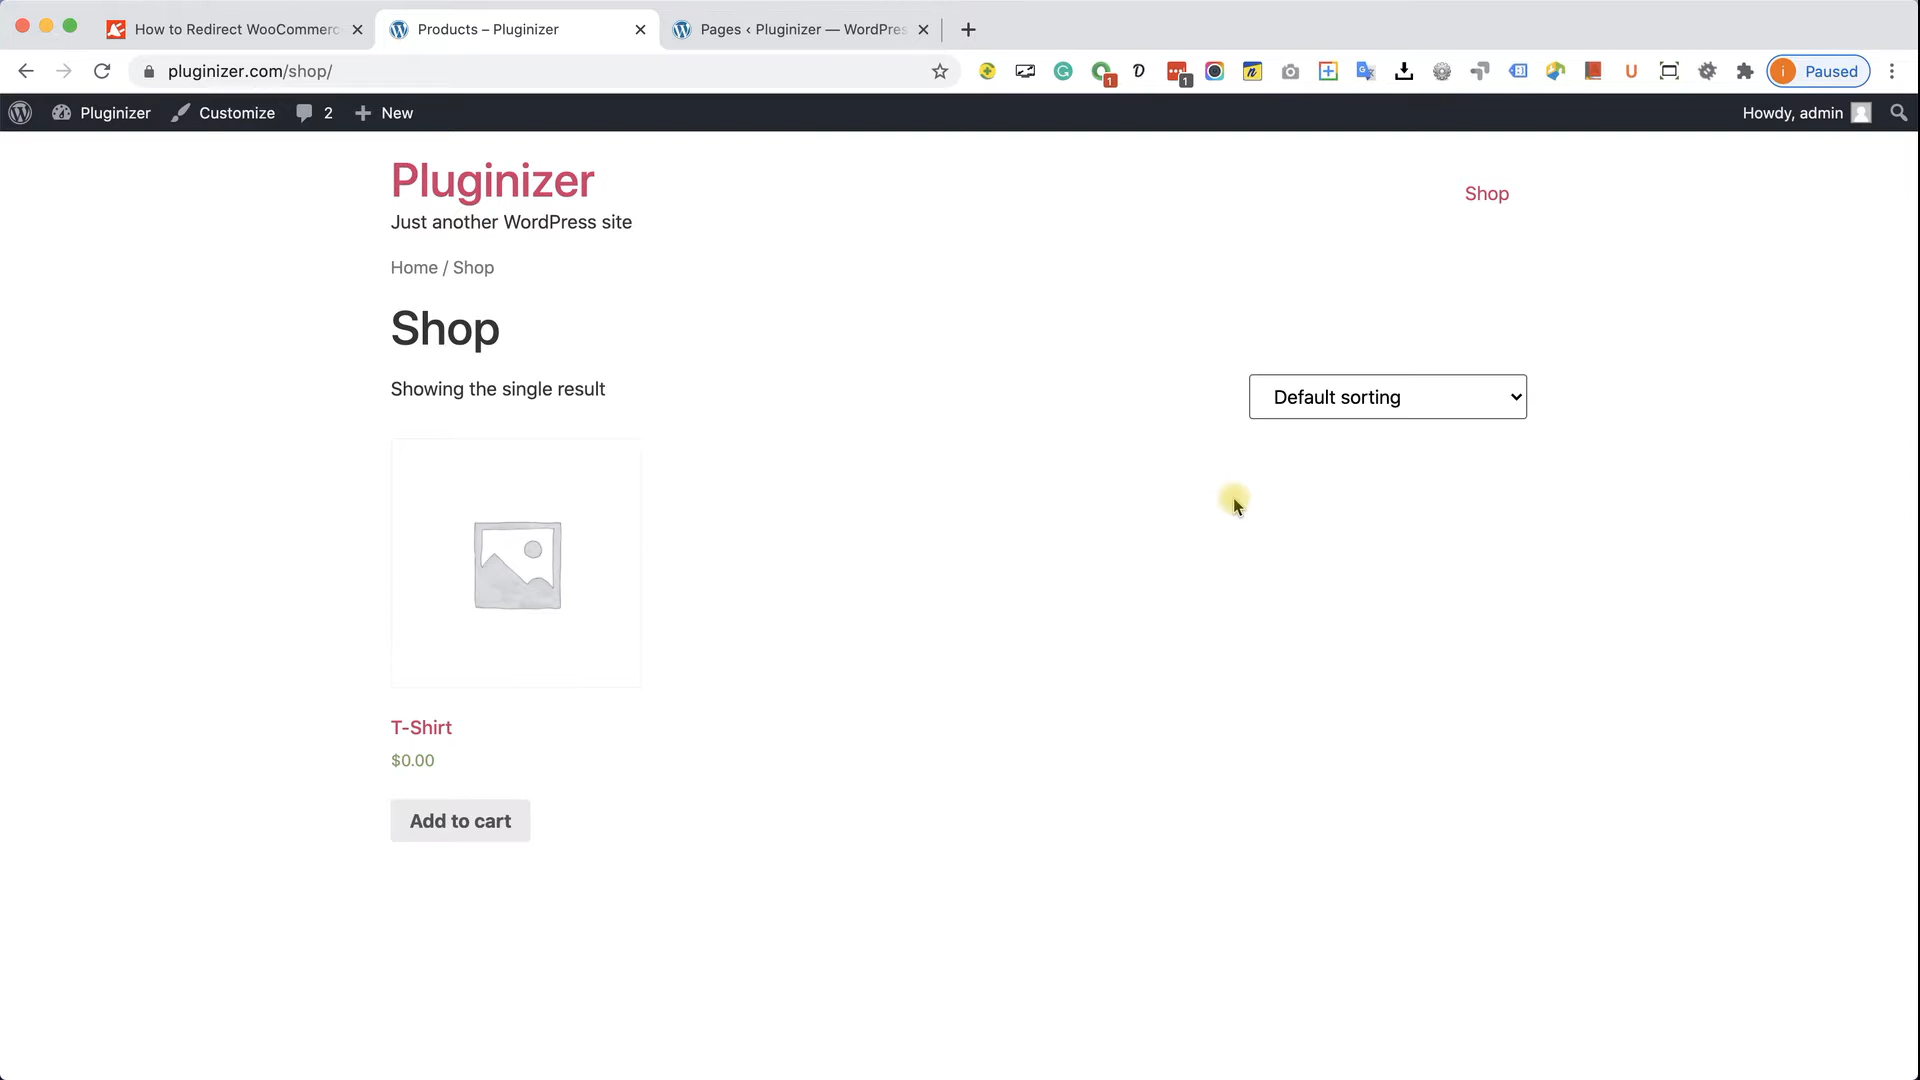 How to Redirect WooCommerc
Products – Pluginizer
Pages ‹ Pluginizer — WordPres
pluginizer.com/shop/
1
1
Paused
Pluginizer
Customize
2
New
Howdy, admin
Pluginizer
Shop
Just another WordPress site
Home / Shop
Shop
Showing the single result
Default sorting
T-Shirt
$0.00
Add to cart